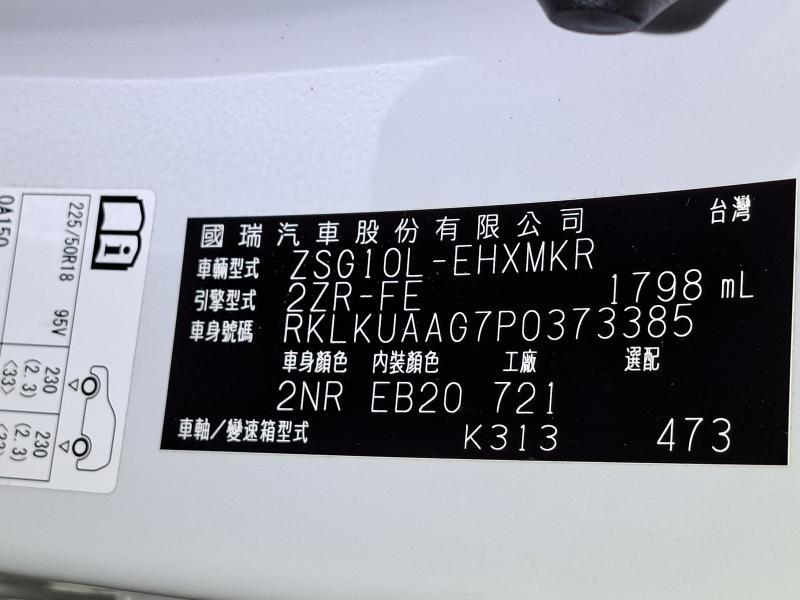 國瑞汽車股份有限公司 台灣
車輛型式 ZSG10L-EHXMKR
引擎型式 2ZR-FE 1798 mL
車身號碼 RKLKUAAG7P0373385
車身顏色 內裝顏色 工廠 選配
2NR EB20 721
車軸/變速箱型式 K313 473
0A150
225/50R18 95V
230 (2.3) <33>
230 (2.3)